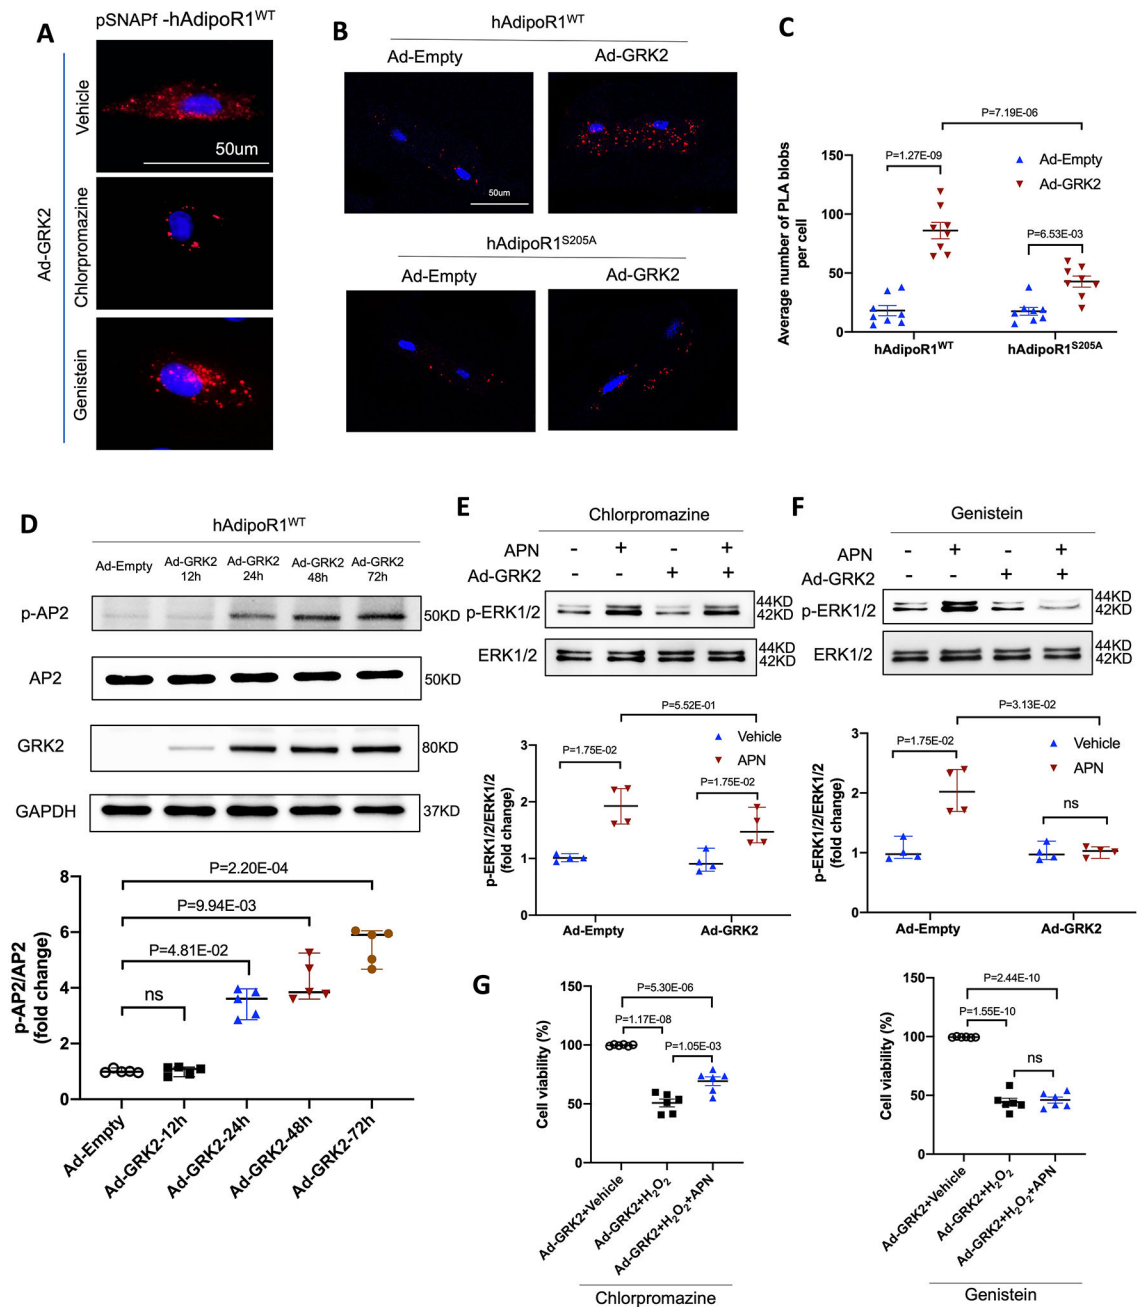 A
pSNAPf -hAdipoR1WT
Ad-GRK2
Vehicle
50um
Chlorpromazine
Genistein
B
hAdipoR1WT
Ad-Empty
Ad-GRK2
50um
hAdipoR1S205A
Ad-Empty
Ad-GRK2
C
P=7.19E-06
P=1.27E-09
P=6.53E-03
Ad-Empty
Ad-GRK2
Average number of PLA blobs
per cell
150
100
50
0
hAdipoR1WT
hAdipoR1S205A
D
hAdipoR1WT
Ad-Empty
Ad-GRK2
12h
Ad-GRK2
24h
Ad-GRK2
48h
Ad-GRK2
72h
p-AP2
50KD
AP2
50KD
GRK2
80KD
GAPDH
37KD
P=2.20E-04
P=9.94E-03
P=4.81E-02
ns
p-AP2/AP2
(fold change)
8
6
4
2
0
Ad-Empty
Ad-GRK2-12h
Ad-GRK2-24h
Ad-GRK2-48h
Ad-GRK2-72h
E
Chlorpromazine
APN - + - +
Ad-GRK2 - - + +
p-ERK1/2
44KD
42KD
ERK1/2
44KD
42KD
P=5.52E-01
P=1.75E-02
P=1.75E-02
Vehicle
APN
p-ERK1/2/ERK1/2
(fold change)
3
2
1
0
Ad-Empty
Ad-GRK2
F
Genistein
APN - + - +
Ad-GRK2 - - + +
p-ERK1/2
44KD
42KD
ERK1/2
44KD
42KD
P=3.13E-02
P=1.75E-02
ns
Vehicle
APN
p-ERK1/2/ERK1/2
(fold change)
3
2
1
0
Ad-Empty
Ad-GRK2
G
P=5.30E-06
P=1.17E-08
P=1.05E-03
Cell viability (%)
150
100
50
0
Ad-GRK2+Vehicle
Ad-GRK2+H2O2
Ad-GRK2+H2O2+APN
Chlorpromazine
P=2.44E-10
P=1.55E-10
ns
Cell viability (%)
150
100
50
0
Ad-GRK2+Vehicle
Ad-GRK2+H2O2
Ad-GRK2+H2O2+APN
Genistein